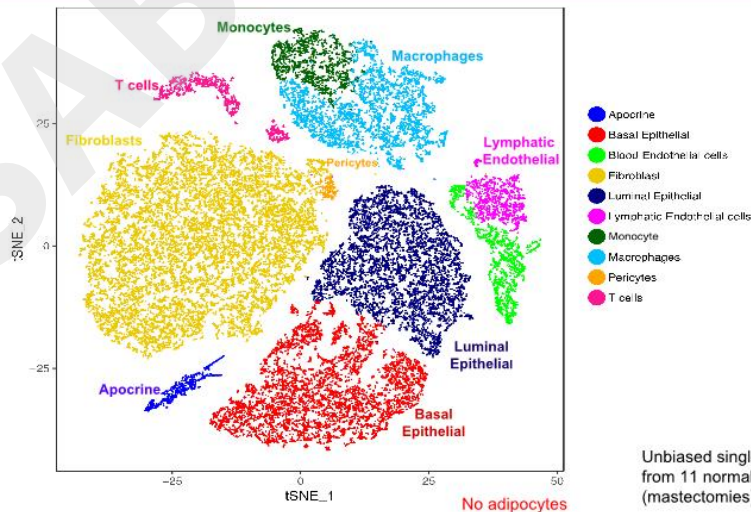 Monocytes
Macrophages
T cells
Fibroblasts
Pericytes
Lymphatic
Endothelial
Luminal
Epithelial
Apocrine
Basal
Epithelial
25
0
−25
tSNE_2
−25
0
25
50
tSNE_1
No adipocytes
Apocrine
Basal Epithelial
Blood Endothelial cells
Fibroblast
Luminal Epithelial
Lymphatic Endothelial cells
Monocyte
Macrophages
Pericytes
T cells
Unbiased singl
from 11 normal
(mastectomies